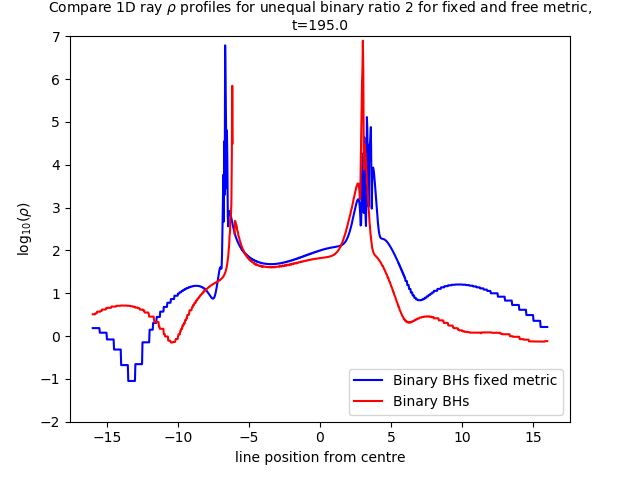 Compare 1D ray ρ profiles for unequal binary ratio 2 for fixed and free metric,
t=195.0
7
6
5
4
3
2
1
0
−1
−2
log₁₀(ρ)
−15 −10 −5 0 5 10 15
line position from centre
Binary BHs fixed metric
Binary BHs